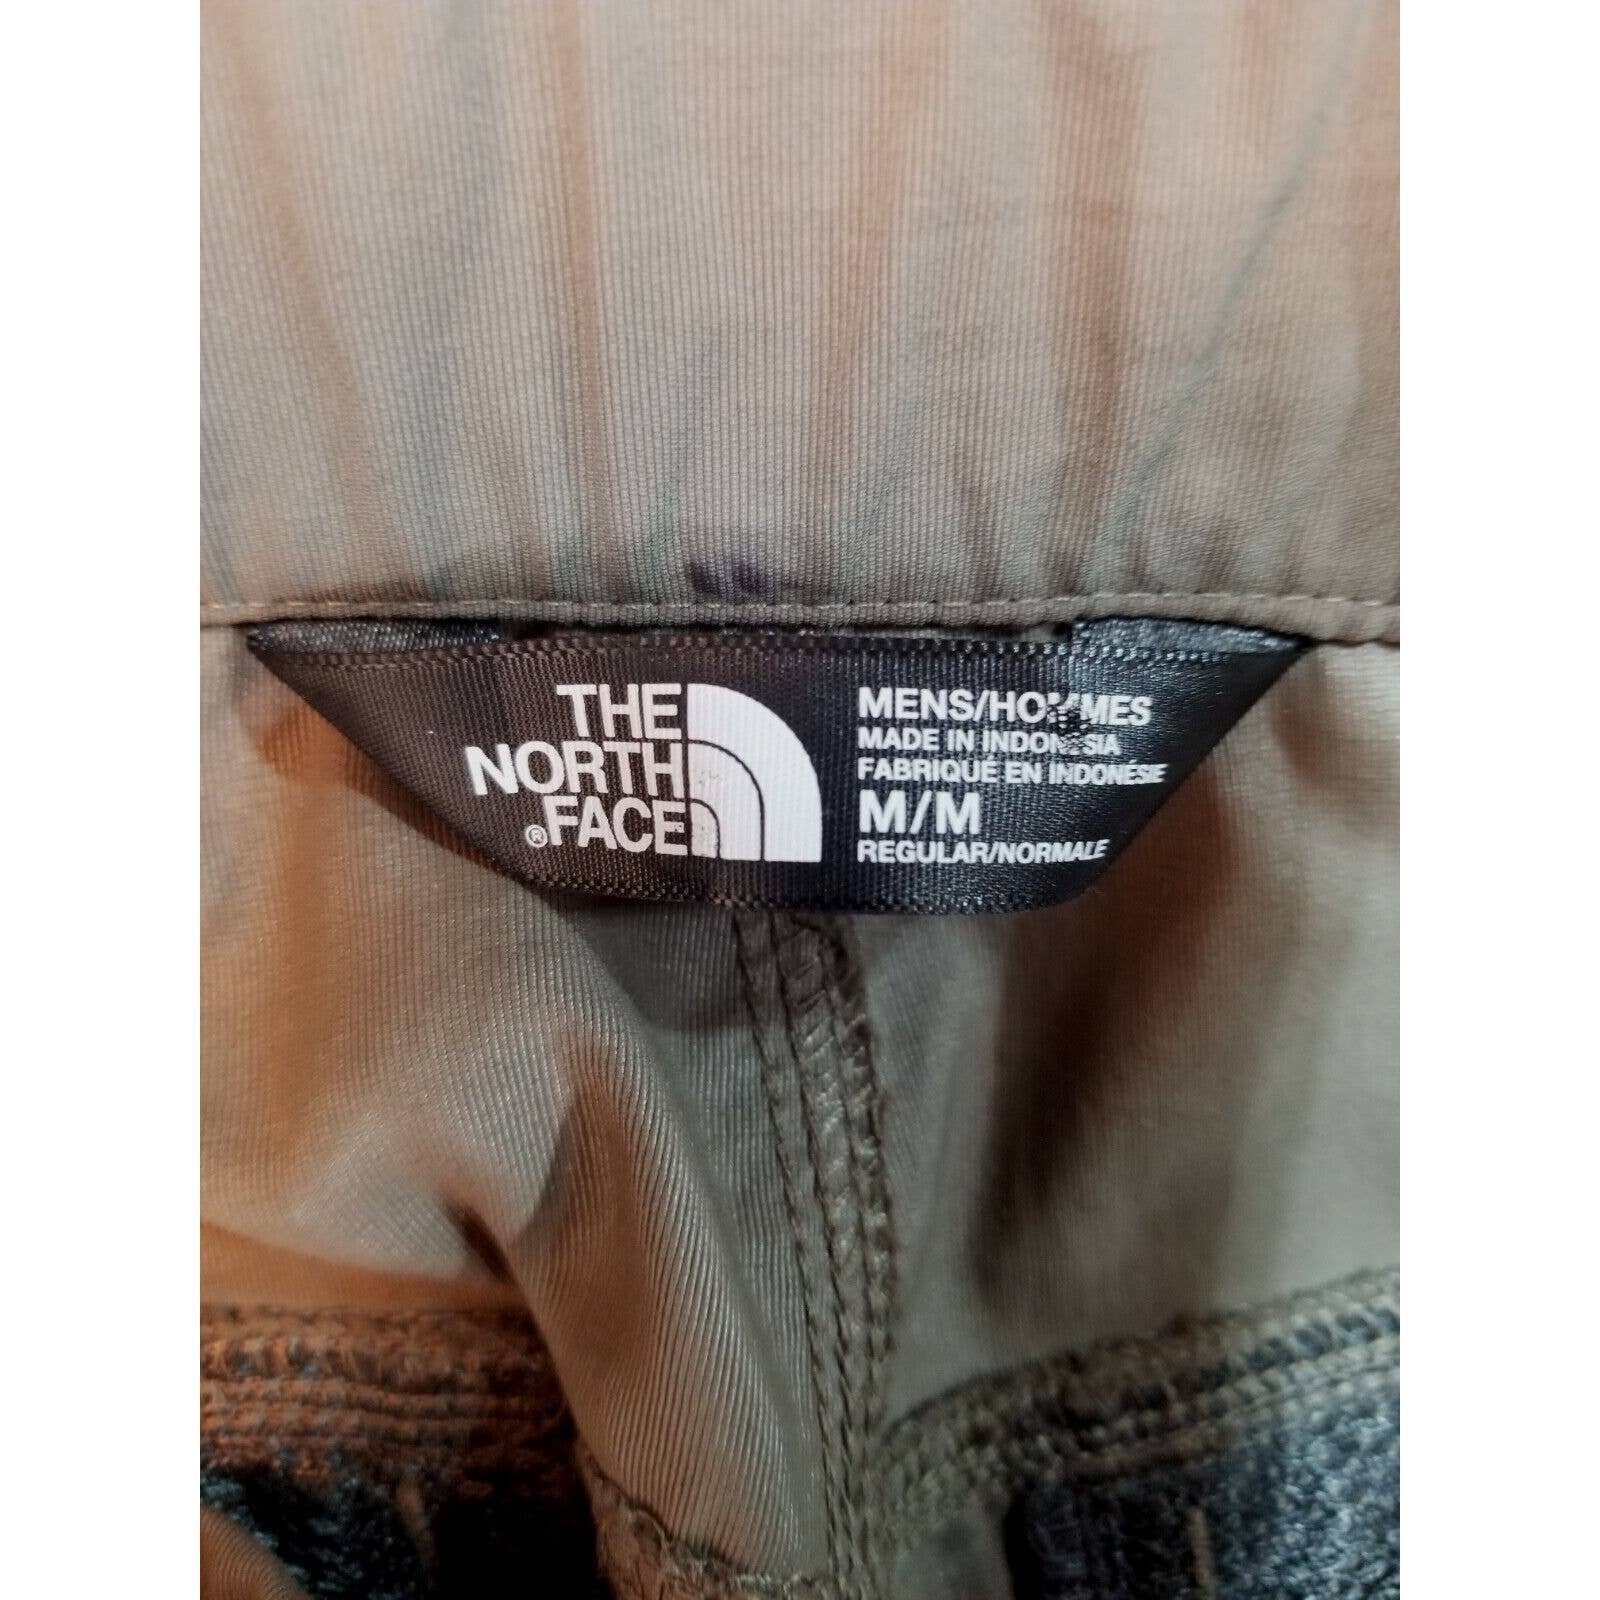 THE
NORTH
®FACE
MENS/HOMMES
MADE IN INDONESIA
FABRIQUÉ EN INDONÉSIE
M/M
REGULAR/NORMALE